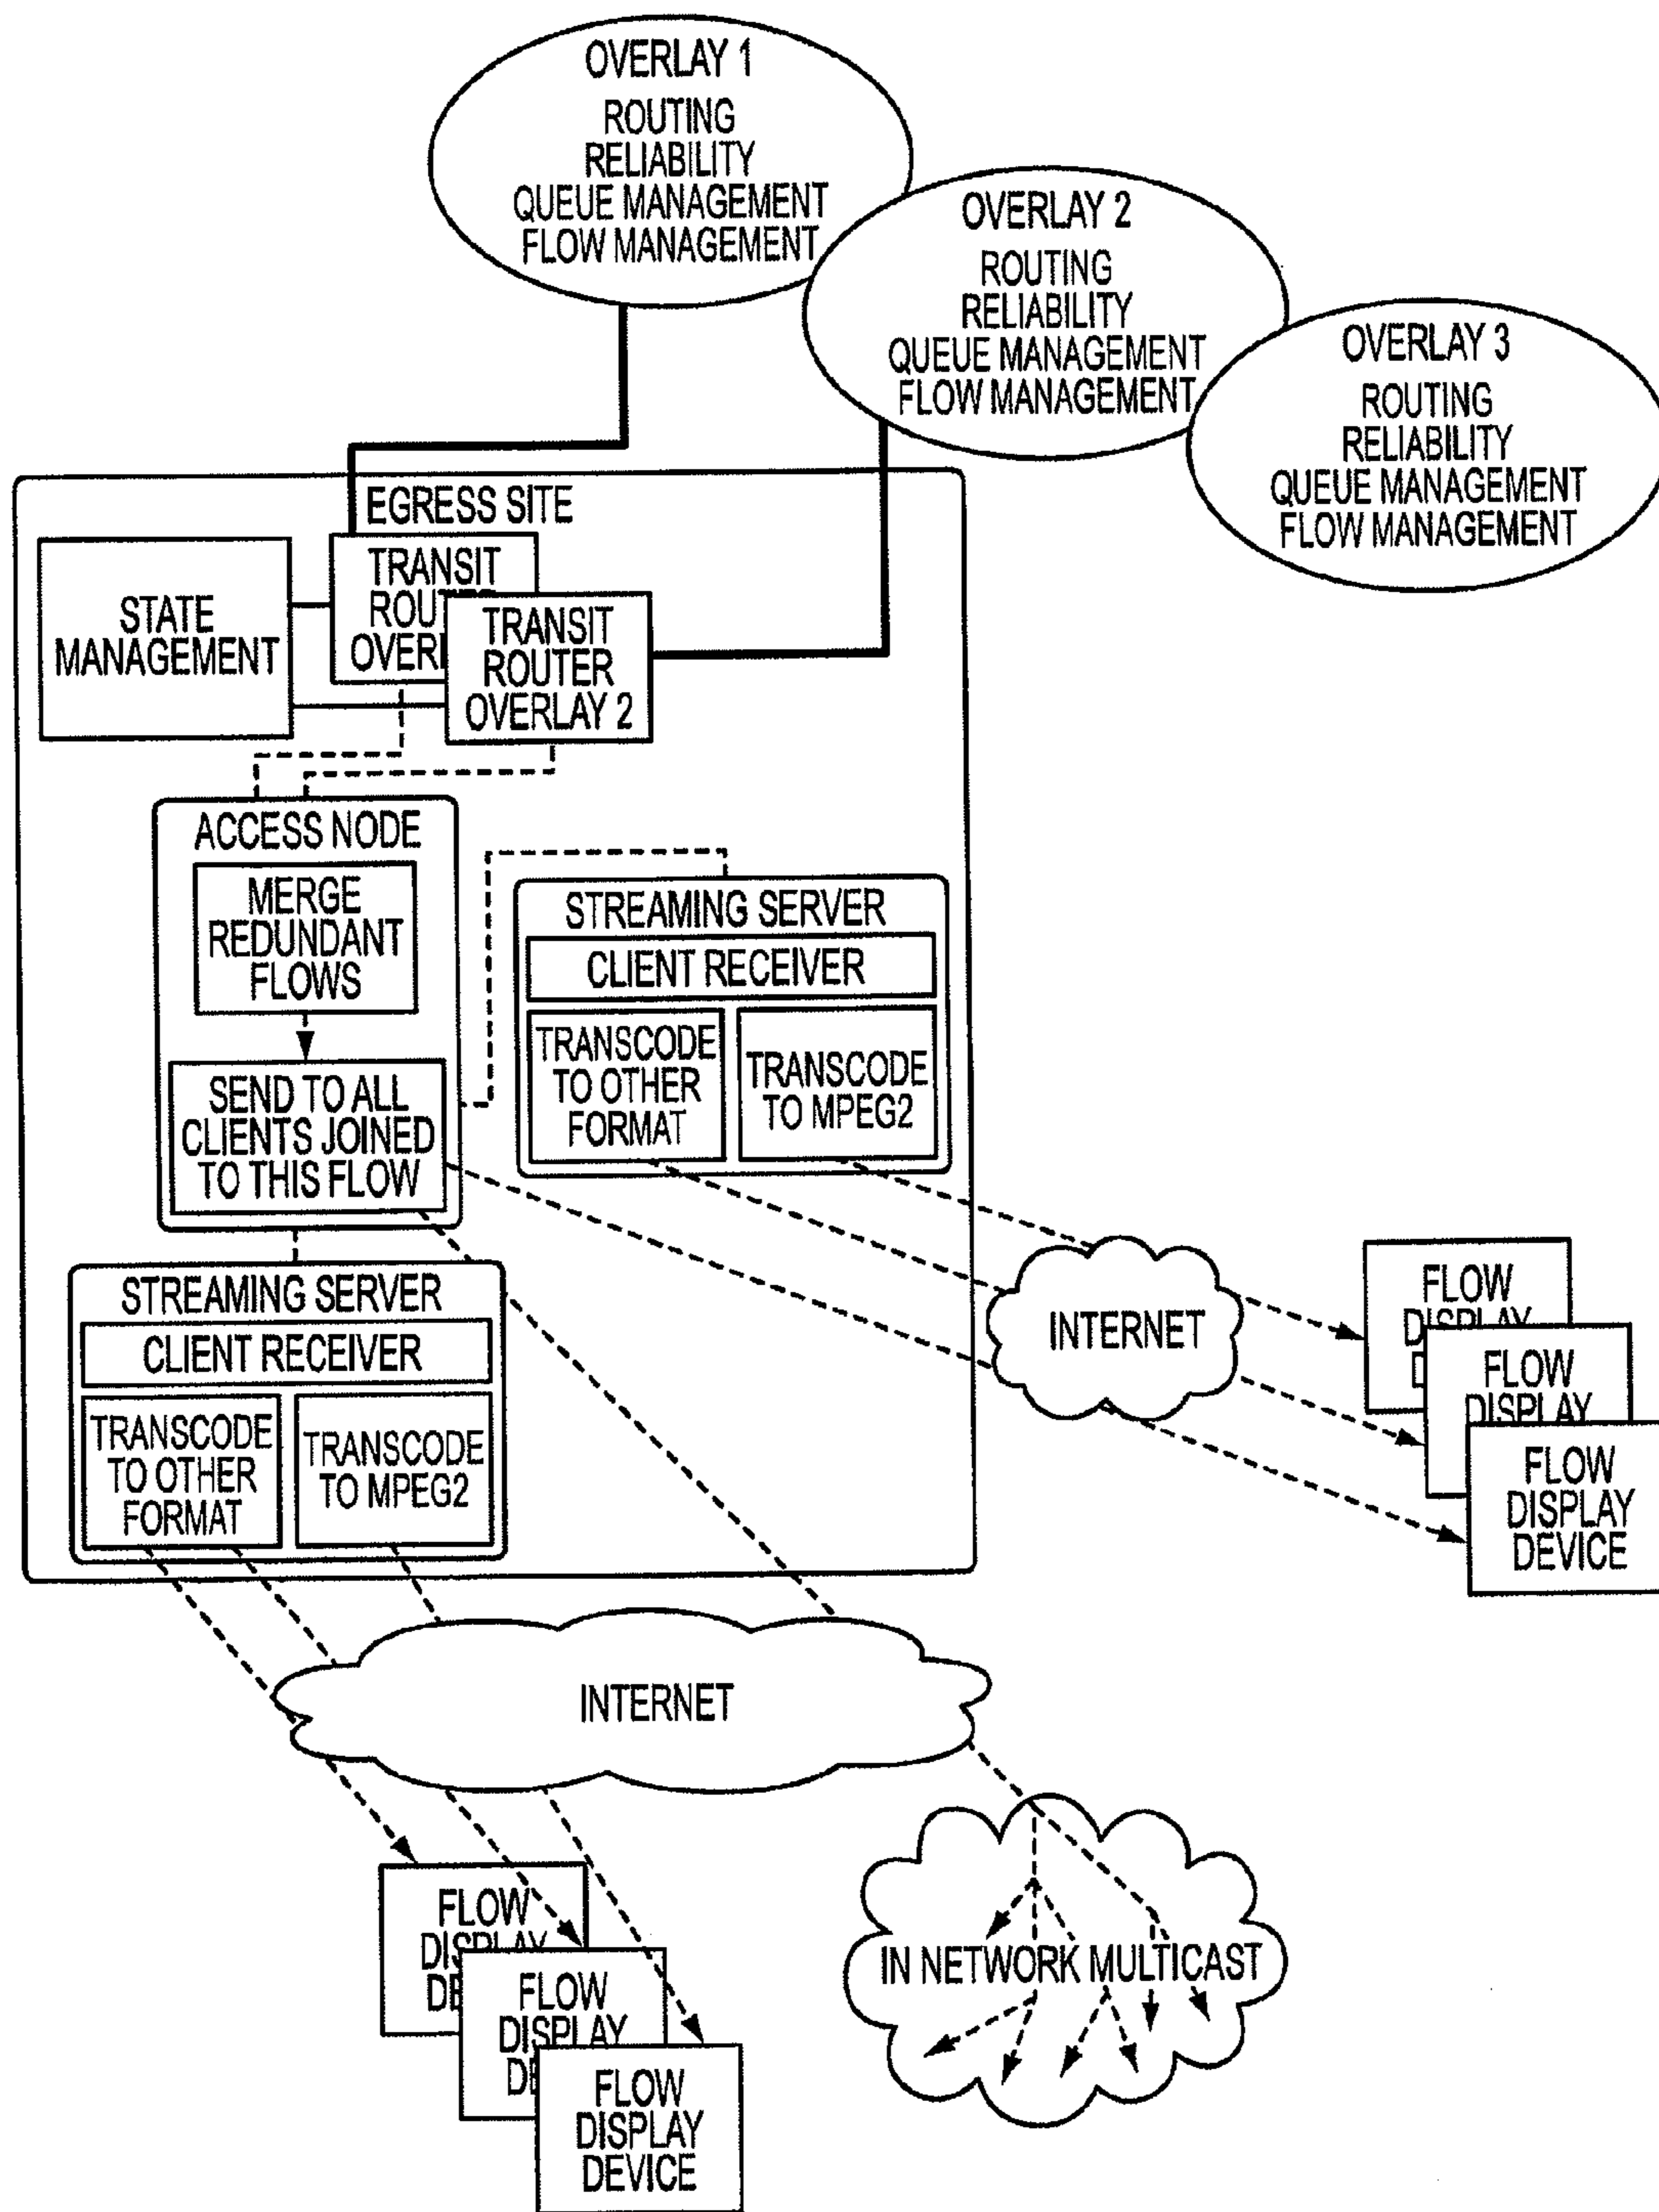 OVERLAY 1
ROUTING
RELIABILITY
QUEUE MANAGEMENT
FLOW MANAGEMENT
OVERLAY 2
ROUTING
RELIABILITY
QUEUE MANAGEMENT
FLOW MANAGEMENT
OVERLAY 3
ROUTING
RELIABILITY
QUEUE MANAGEMENT
FLOW MANAGEMENT
EGRESS SITE
STATE
MANAGEMENT
TRANSIT
TRANSIT
ROUTER
OVERLAY 2
ACCESS NODE
MERGE
REDUNDANT
FLOWS
SEND TO ALL
CLIENTS JOINED
TO THIS FLOW
STREAMING SERVER
CLIENT RECEIVER
TRANSCODE
TO OTHER
FORMAT
TRANSCODE
TO MPEG2
STREAMING SERVER
CLIENT RECEIVER
TRANSCODE
TO OTHER
FORMAT
TRANSCODE
TO MPEG2
INTERNET
FLOW
DISPLAY
FLOW
DISPLAY
FLOW
DISPLAY
DEVICE
INTERNET
FLOW
DISPLAY
FLOW
DISPLAY
FLOW
DISPLAY
DEVICE
IN NETWORK MULTICAST